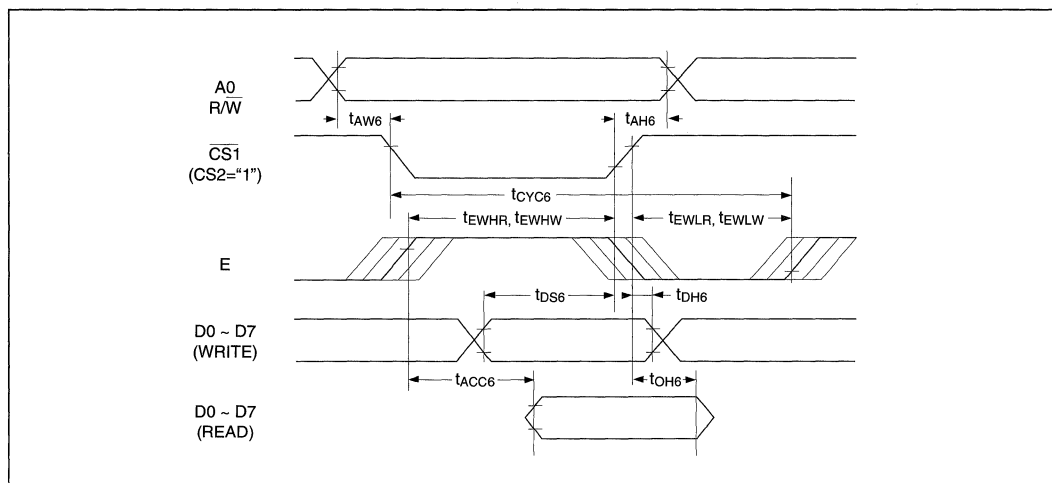 A0
R/W̅
tAW6 tAH6
C̅S̅1̅
(CS2="1")
tCYC6
tEWHR, tEWHW tEWLR, tEWLW
E
tDS6 tDH6
D0 ~ D7
(WRITE)
tACC6 tOH6
D0 ~ D7
(READ)